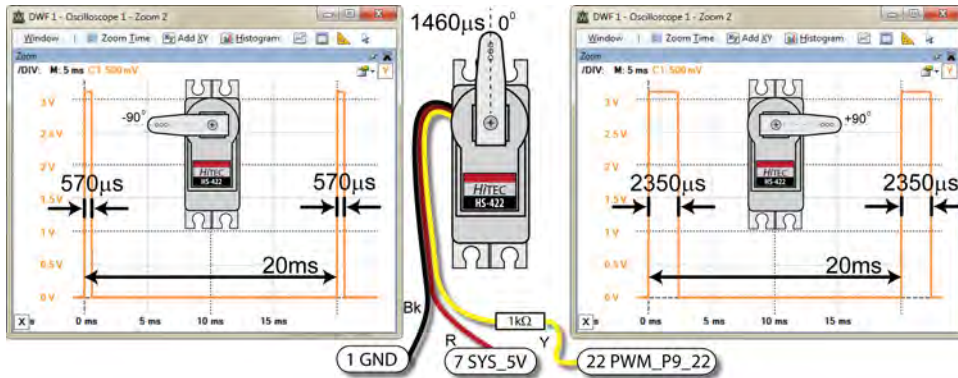 DWF 1 - Oscilloscope 1 - Zoom 2
Window Zoom Time Add XY Histogram
Zoom
/DIV: M: 5 ms C1: 500 mV Y
3 V
2.5 V
2 V
1.5 V
1 V
0.5 V
0 V
-90°
HITEC
HS-422
570μs
570μs
20ms
X s 0 ms 5 ms 10 ms 15 ms
1460μs 0°
HITEC
HS-422
Bk
R
1kΩ
Y
1 GND
7 SYS_5V
22 PWM_P9_22
DWF 1 - Oscilloscope 1 - Zoom 2
Window Zoom Time Add XY Histogram
Zoom
/DIV: M: 5 ms C1: 500 mV Y
3 V
2.5 V
2 V
1.5 V
1 V
0.5 V
0 V
+90°
HITEC
HS-422
2350μs
2350μs
20ms
X s 0 ms 5 ms 10 ms 15 ms